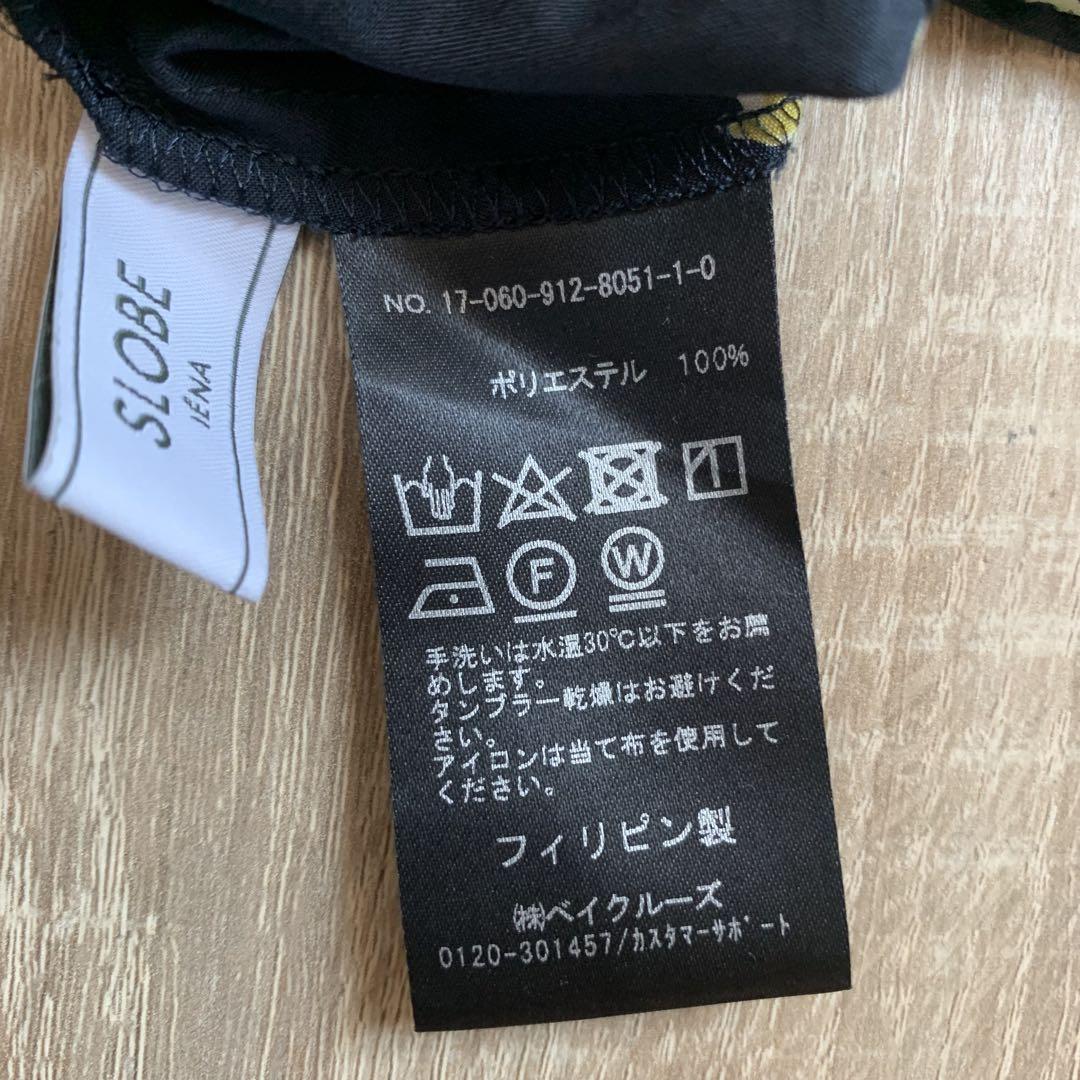 SLOBE
IÉNA
NO. 17-060-912-8051-1-0
ポリエステル 100%
F W
手洗いは水温30℃以下をお薦
めします。
タンブラー乾燥はお避けくだ
さい。
アイロンは当て布を使用して
ください。
フィリピン製
㈱ベイクルーズ
0120-301457/カスタマーサポート